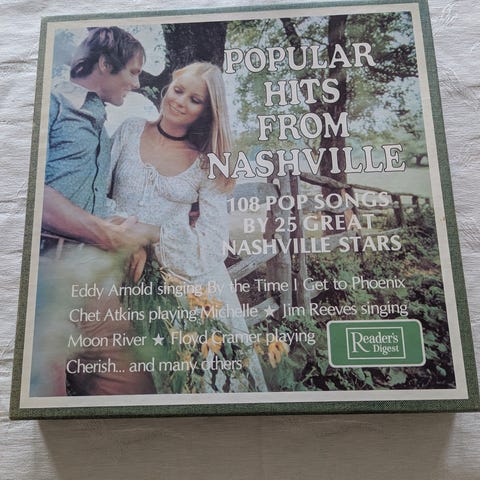 POPULAR
HITS
FROM
NASHVILLE
108 POP SONGS
BY 25 GREAT
NASHVILLE STARS
Eddy Arnold singing By the Time I Get to Phoenix
Chet Atkins playing Michelle ★ Jim Reeves singing
Moon River ★ Floyd Cramer playing
Cherish... and many others
Reader's
Digest